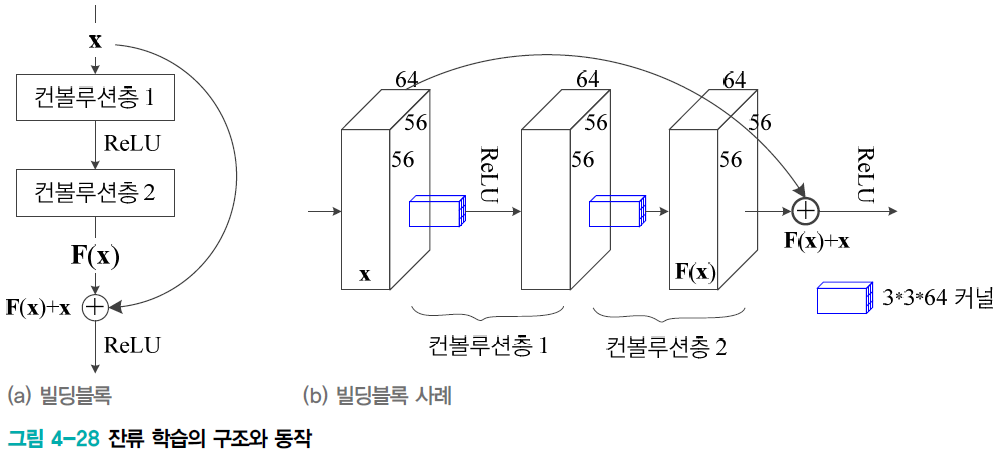 x
컨볼루션층 1
ReLU
컨볼루션층 2
F(x)
F(x)+x
+
ReLU
(a) 빌딩블록
64
56
56
x
ReLU
64
56
56
64
56
56
F(x)
+
F(x)+x
ReLU
3*3*64 커널
컨볼루션층 1
컨볼루션층 2
(b) 빌딩블록 사례
그림 4-28 잔류 학습의 구조와 동작